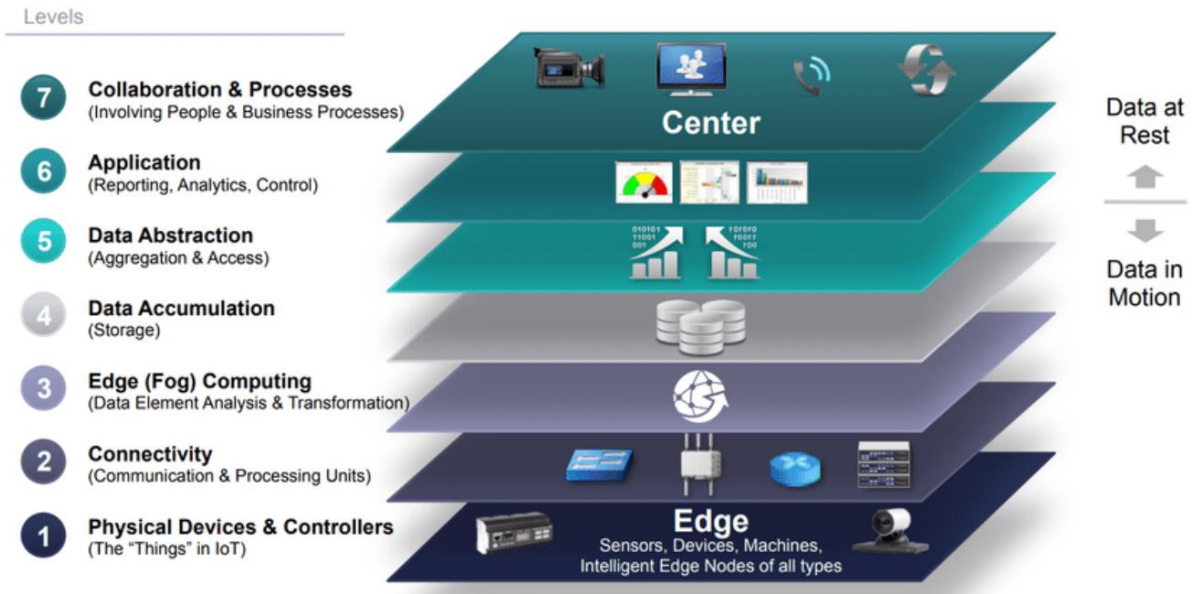 Levels
7
Collaboration & Processes
(Involving People & Business Processes)
6
Application
(Reporting, Analytics, Control)
5
Data Abstraction
(Aggregation & Access)
4
Data Accumulation
(Storage)
3
Edge (Fog) Computing
(Data Element Analysis & Transformation)
2
Connectivity
(Communication & Processing Units)
1
Physical Devices & Controllers
(The “Things” in IoT)
Center
010101
11001
001
Edge
Sensors, Devices, Machines,
Intelligent Edge Nodes of all types
Data at
Rest
Data in
Motion